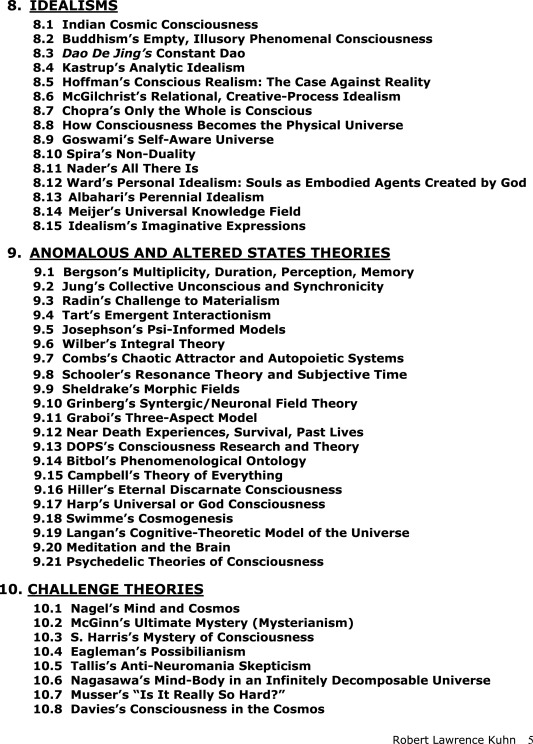 8. IDEALISMS
8.1 Indian Cosmic Consciousness
8.2 Buddhism’s Empty, Illusory Phenomenal Consciousness
8.3 Dao De Jing’s Constant Dao
8.4 Kastrup’s Analytic Idealism
8.5 Hoffman’s Conscious Realism: The Case Against Reality
8.6 McGilchrist’s Relational, Creative-Process Idealism
8.7 Chopra’s Only the Whole is Conscious
8.8 How Consciousness Becomes the Physical Universe
8.9 Goswami’s Self-Aware Universe
8.10 Spira’s Non-Duality
8.11 Nader’s All There Is
8.12 Ward’s Personal Idealism: Souls as Embodied Agents Created by God
8.13 Albahari’s Perennial Idealism
8.14 Meijer’s Universal Knowledge Field
8.15 Idealism’s Imaginative Expressions
9. ANOMALOUS AND ALTERED STATES THEORIES
9.1 Bergson’s Multiplicity, Duration, Perception, Memory
9.2 Jung’s Collective Unconscious and Synchronicity
9.3 Radin’s Challenge to Materialism
9.4 Tart’s Emergent Interactionism
9.5 Josephson’s Psi-Informed Models
9.6 Wilber’s Integral Theory
9.7 Combs’s Chaotic Attractor and Autopoietic Systems
9.8 Schooler’s Resonance Theory and Subjective Time
9.9 Sheldrake’s Morphic Fields
9.10 Grinberg’s Syntergic/Neuronal Field Theory
9.11 Graboi’s Three-Aspect Model
9.12 Near Death Experiences, Survival, Past Lives
9.13 DOPS’s Consciousness Research and Theory
9.14 Bitbol’s Phenomenological Ontology
9.15 Campbell’s Theory of Everything
9.16 Hiller’s Eternal Discarnate Consciousness
9.17 Harp’s Universal or God Consciousness
9.18 Swimme’s Cosmogenesis
9.19 Langan’s Cognitive-Theoretic Model of the Universe
9.20 Meditation and the Brain
9.21 Psychedelic Theories of Consciousness
10. CHALLENGE THEORIES
10.1 Nagel’s Mind and Cosmos
10.2 McGinn’s Ultimate Mystery (Mysterianism)
10.3 S. Harris’s Mystery of Consciousness
10.4 Eagleman’s Possibilianism
10.5 Tallis’s Anti-Neuromania Skepticism
10.6 Nagasawa’s Mind-Body in an Infinitely Decomposable Universe
10.7 Musser’s “Is It Really So Hard?”
10.8 Davies’s Consciousness in the Cosmos
Robert Lawrence Kuhn 5